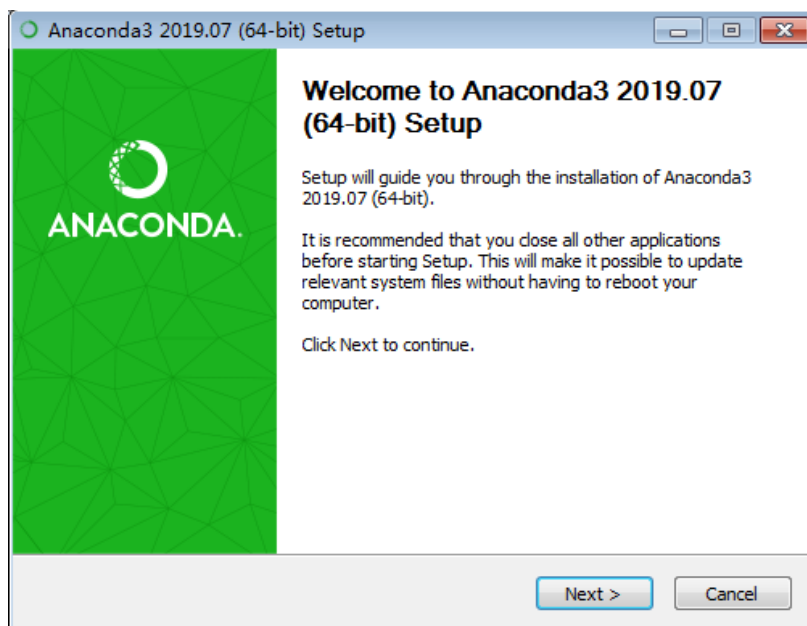 Anaconda3 2019.07 (64-bit) Setup
ANACONDA.
Welcome to Anaconda3 2019.07
(64-bit) Setup
Setup will guide you through the installation of Anaconda3
2019.07 (64-bit).
It is recommended that you close all other applications
before starting Setup. This will make it possible to update
relevant system files without having to reboot your
computer.
Click Next to continue.
Next >
Cancel